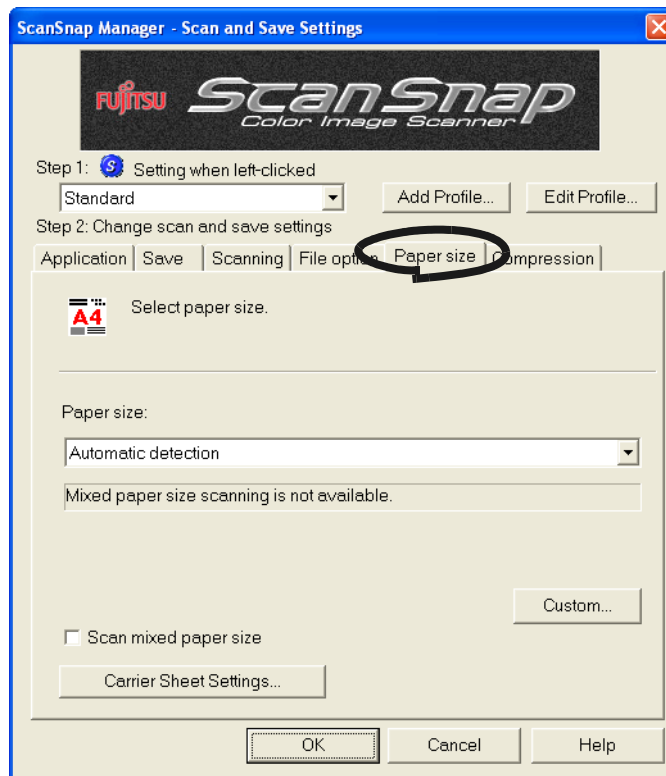 ScanSnap Manager - Scan and Save Settings
FUJITSU ScanSnap
Color Image Scanner
Step 1: S Setting when left-clicked
Standard Add Profile... Edit Profile...
Step 2: Change scan and save settings
Application Save Scanning File option Paper size Compression
A4 Select paper size.
Paper size:
Automatic detection
Mixed paper size scanning is not available.
Custom...
Scan mixed paper size
Carrier Sheet Settings...
OK Cancel Help